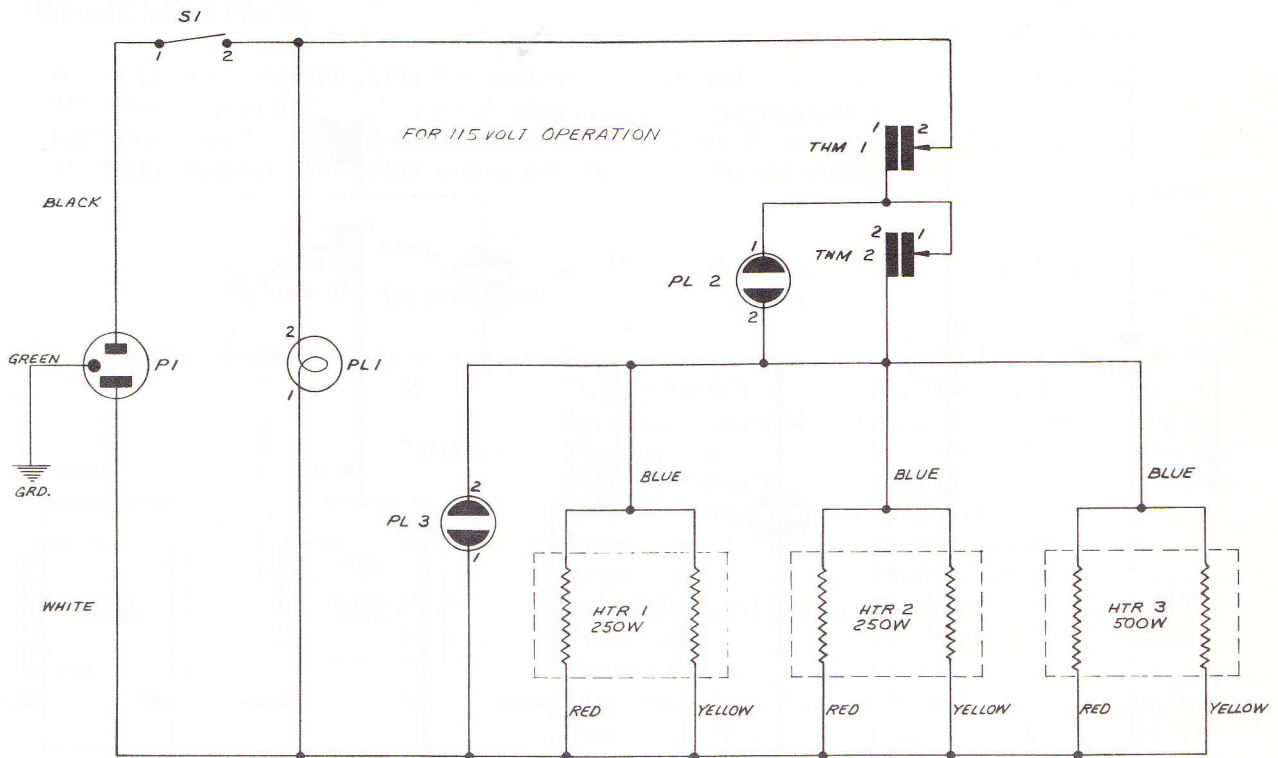 S1
1 2
FOR 115 VOLT OPERATION
1 2
THM 1
BLACK
2 1
TWM 2
1
PL 2
2
GREEN
P1
2
PL 1
1
GRD.
BLUE
BLUE
BLUE
2
PL 3
1
WHITE
HTR 1
250W
HTR 2
250W
HTR 3
500W
RED
YELLOW
RED
YELLOW
RED
YELLOW